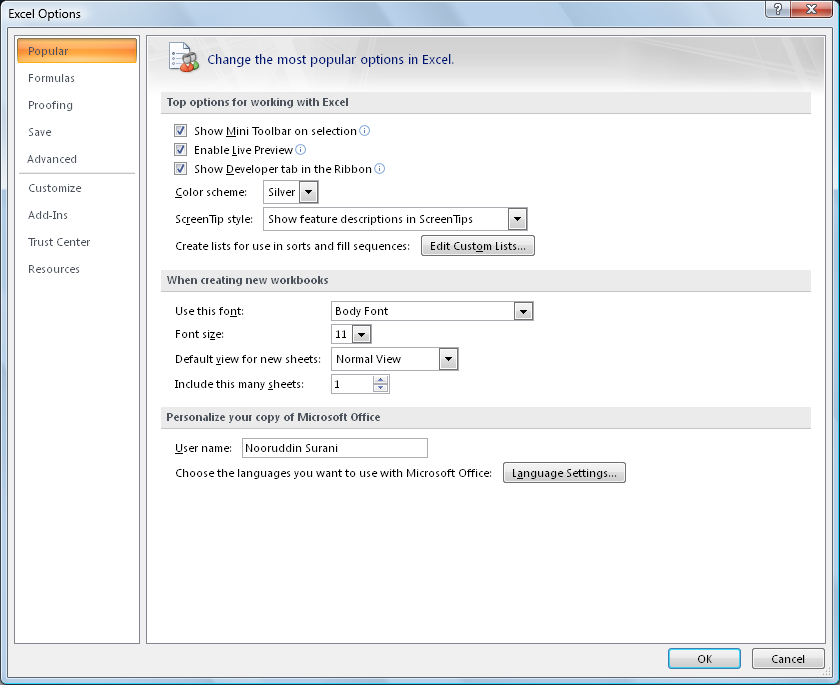 Excel Options
?
Popular
Formulas
Proofing
Save
Advanced
Customize
Add-Ins
Trust Center
Resources
Change the most popular options in Excel.
Top options for working with Excel
Show Mini Toolbar on selection
Enable Live Preview
Show Developer tab in the Ribbon
Color scheme: Silver
ScreenTip style: Show feature descriptions in ScreenTips
Create lists for use in sorts and fill sequences: Edit Custom Lists...
When creating new workbooks
Use this font: Body Font
Font size: 11
Default view for new sheets: Normal View
Include this many sheets: 1
Personalize your copy of Microsoft Office
User name: Nooruddin Surani
Choose the languages you want to use with Microsoft Office: Language Settings...
OK Cancel